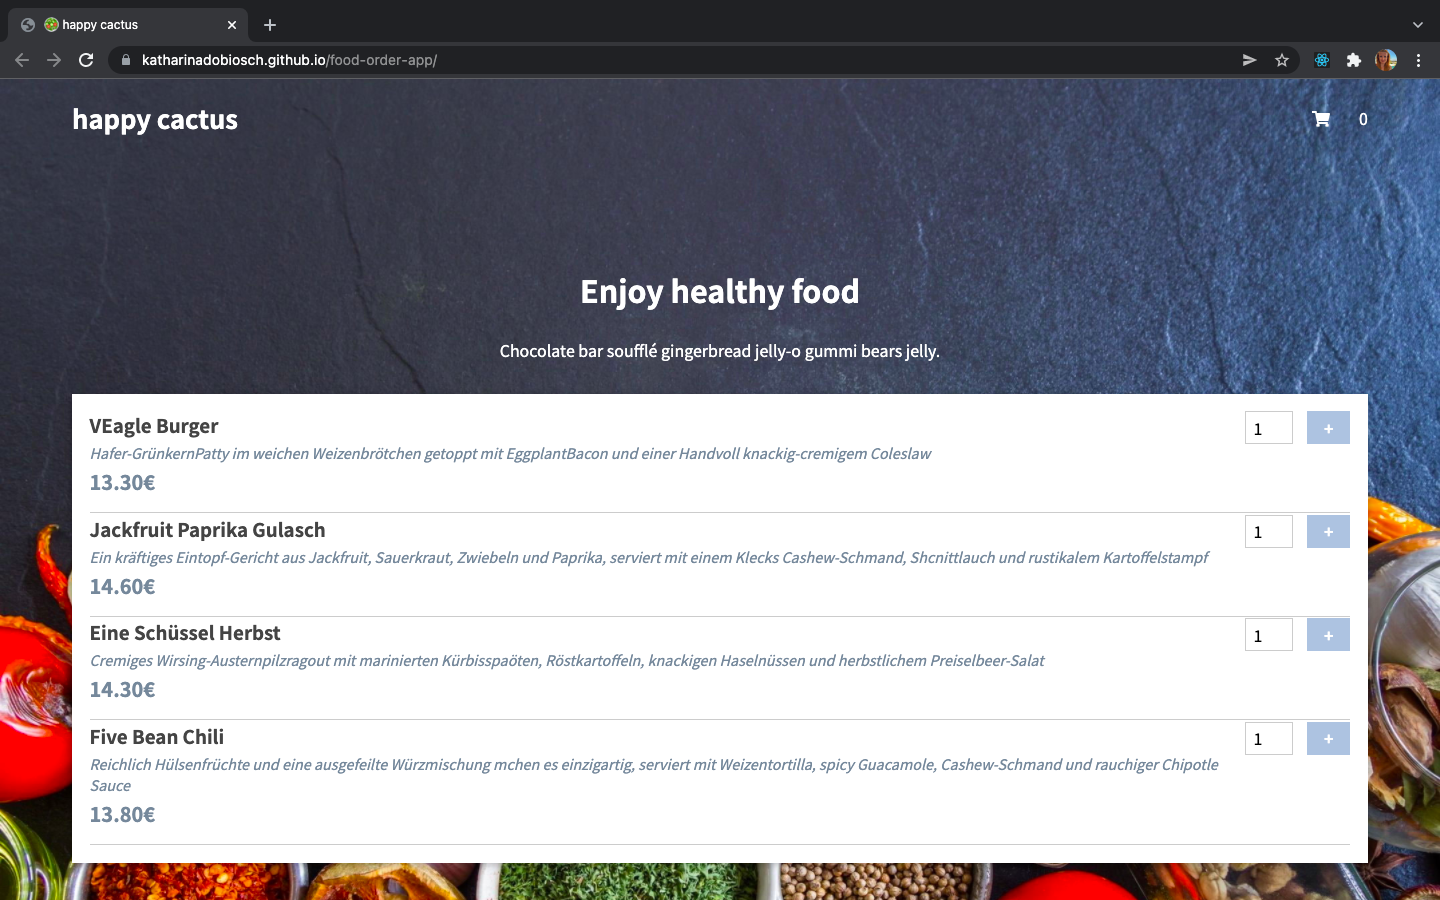 happy cactus
katharinadobiosch.github.io/food-order-app/
happy cactus
0
Enjoy healthy food
Chocolate bar soufflé gingerbread jelly-o gummi bears jelly.
VEagle Burger
1 +
Hafer-GrünkernPatty im weichen Weizenbrötchen getoppt mit EggplantBacon und einer Handvoll knackig-cremigem Coleslaw
13.30€
Jackfruit Paprika Gulasch
1 +
Ein kräftiges Eintopf-Gericht aus Jackfruit, Sauerkraut, Zwiebeln und Paprika, serviert mit einem Klecks Cashew-Schmand, Shcnittlauch und rustikalem Kartoffelstampf
14.60€
Eine Schüssel Herbst
1 +
Cremiges Wirsing-Austernpilzragout mit marinierten Kürbisspaöten, Röstkartoffeln, knackigen Haselnüssen und herbstlichem Preiselbeer-Salat
14.30€
Five Bean Chili
1 +
Reichlich Hülsenfrüchte und eine ausgefeilte Würzmischung mchen es einzigartig, serviert mit Weizentortilla, spicy Guacamole, Cashew-Schmand und rauchiger Chipotle
Sauce
13.80€